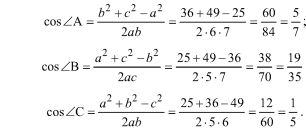 cos∠A = (b² + c² − a²)/(2ab) = (36 + 49 − 25)/(2·6·7) = 60/84 = 5/7;
cos∠B = (a² + c² − b²)/(2ac) = (25 + 49 − 36)/(2·5·7) = 38/70 = 19/35
cos∠C = (a² + b² − c²)/(2ab) = (25 + 36 − 49)/(2·5·6) = 12/60 = 1/5.